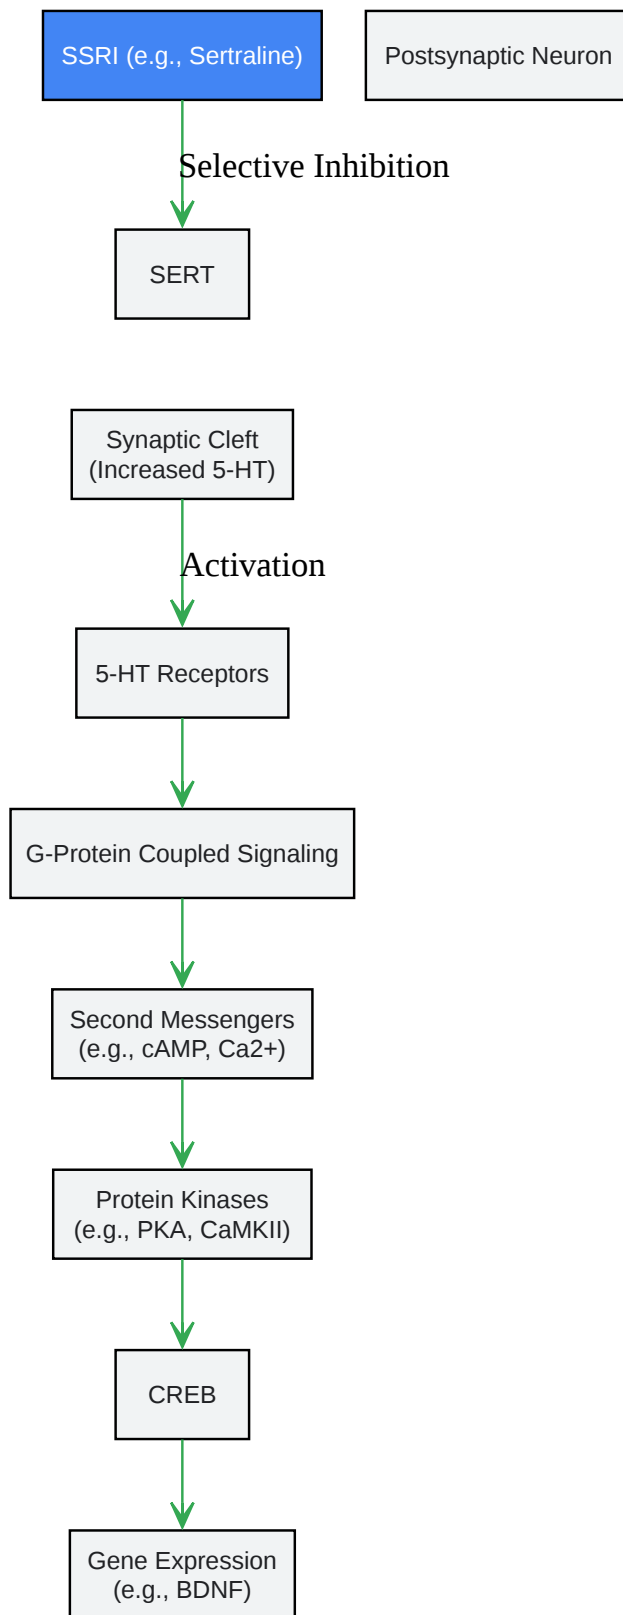 SSRI (e.g., Sertraline)
Postsynaptic Neuron
Selective Inhibition
SERT
Synaptic Cleft
(Increased 5-HT)
Activation
5-HT Receptors
G-Protein Coupled Signaling
Second Messengers
(e.g., cAMP, Ca2+)
Protein Kinases
(e.g., PKA, CaMKII)
CREB
Gene Expression
(e.g., BDNF)